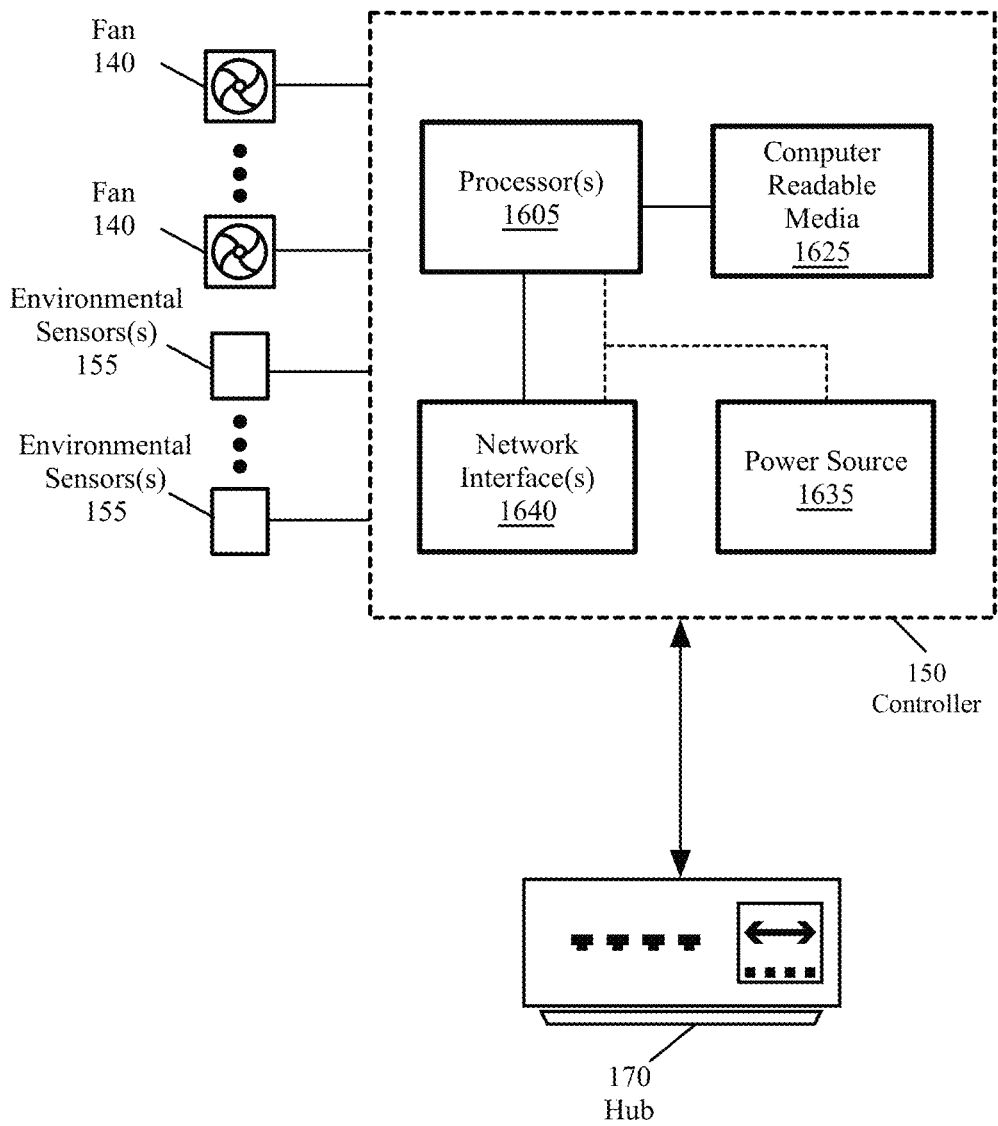 Fan
140
Fan
140
Environmental
Sensors(s)
155
Environmental
Sensors(s)
155
Processor(s)
1605
Computer
Readable
Media
1625
Network
Interface(s)
1640
Power Source
1635
150
Controller
170
Hub